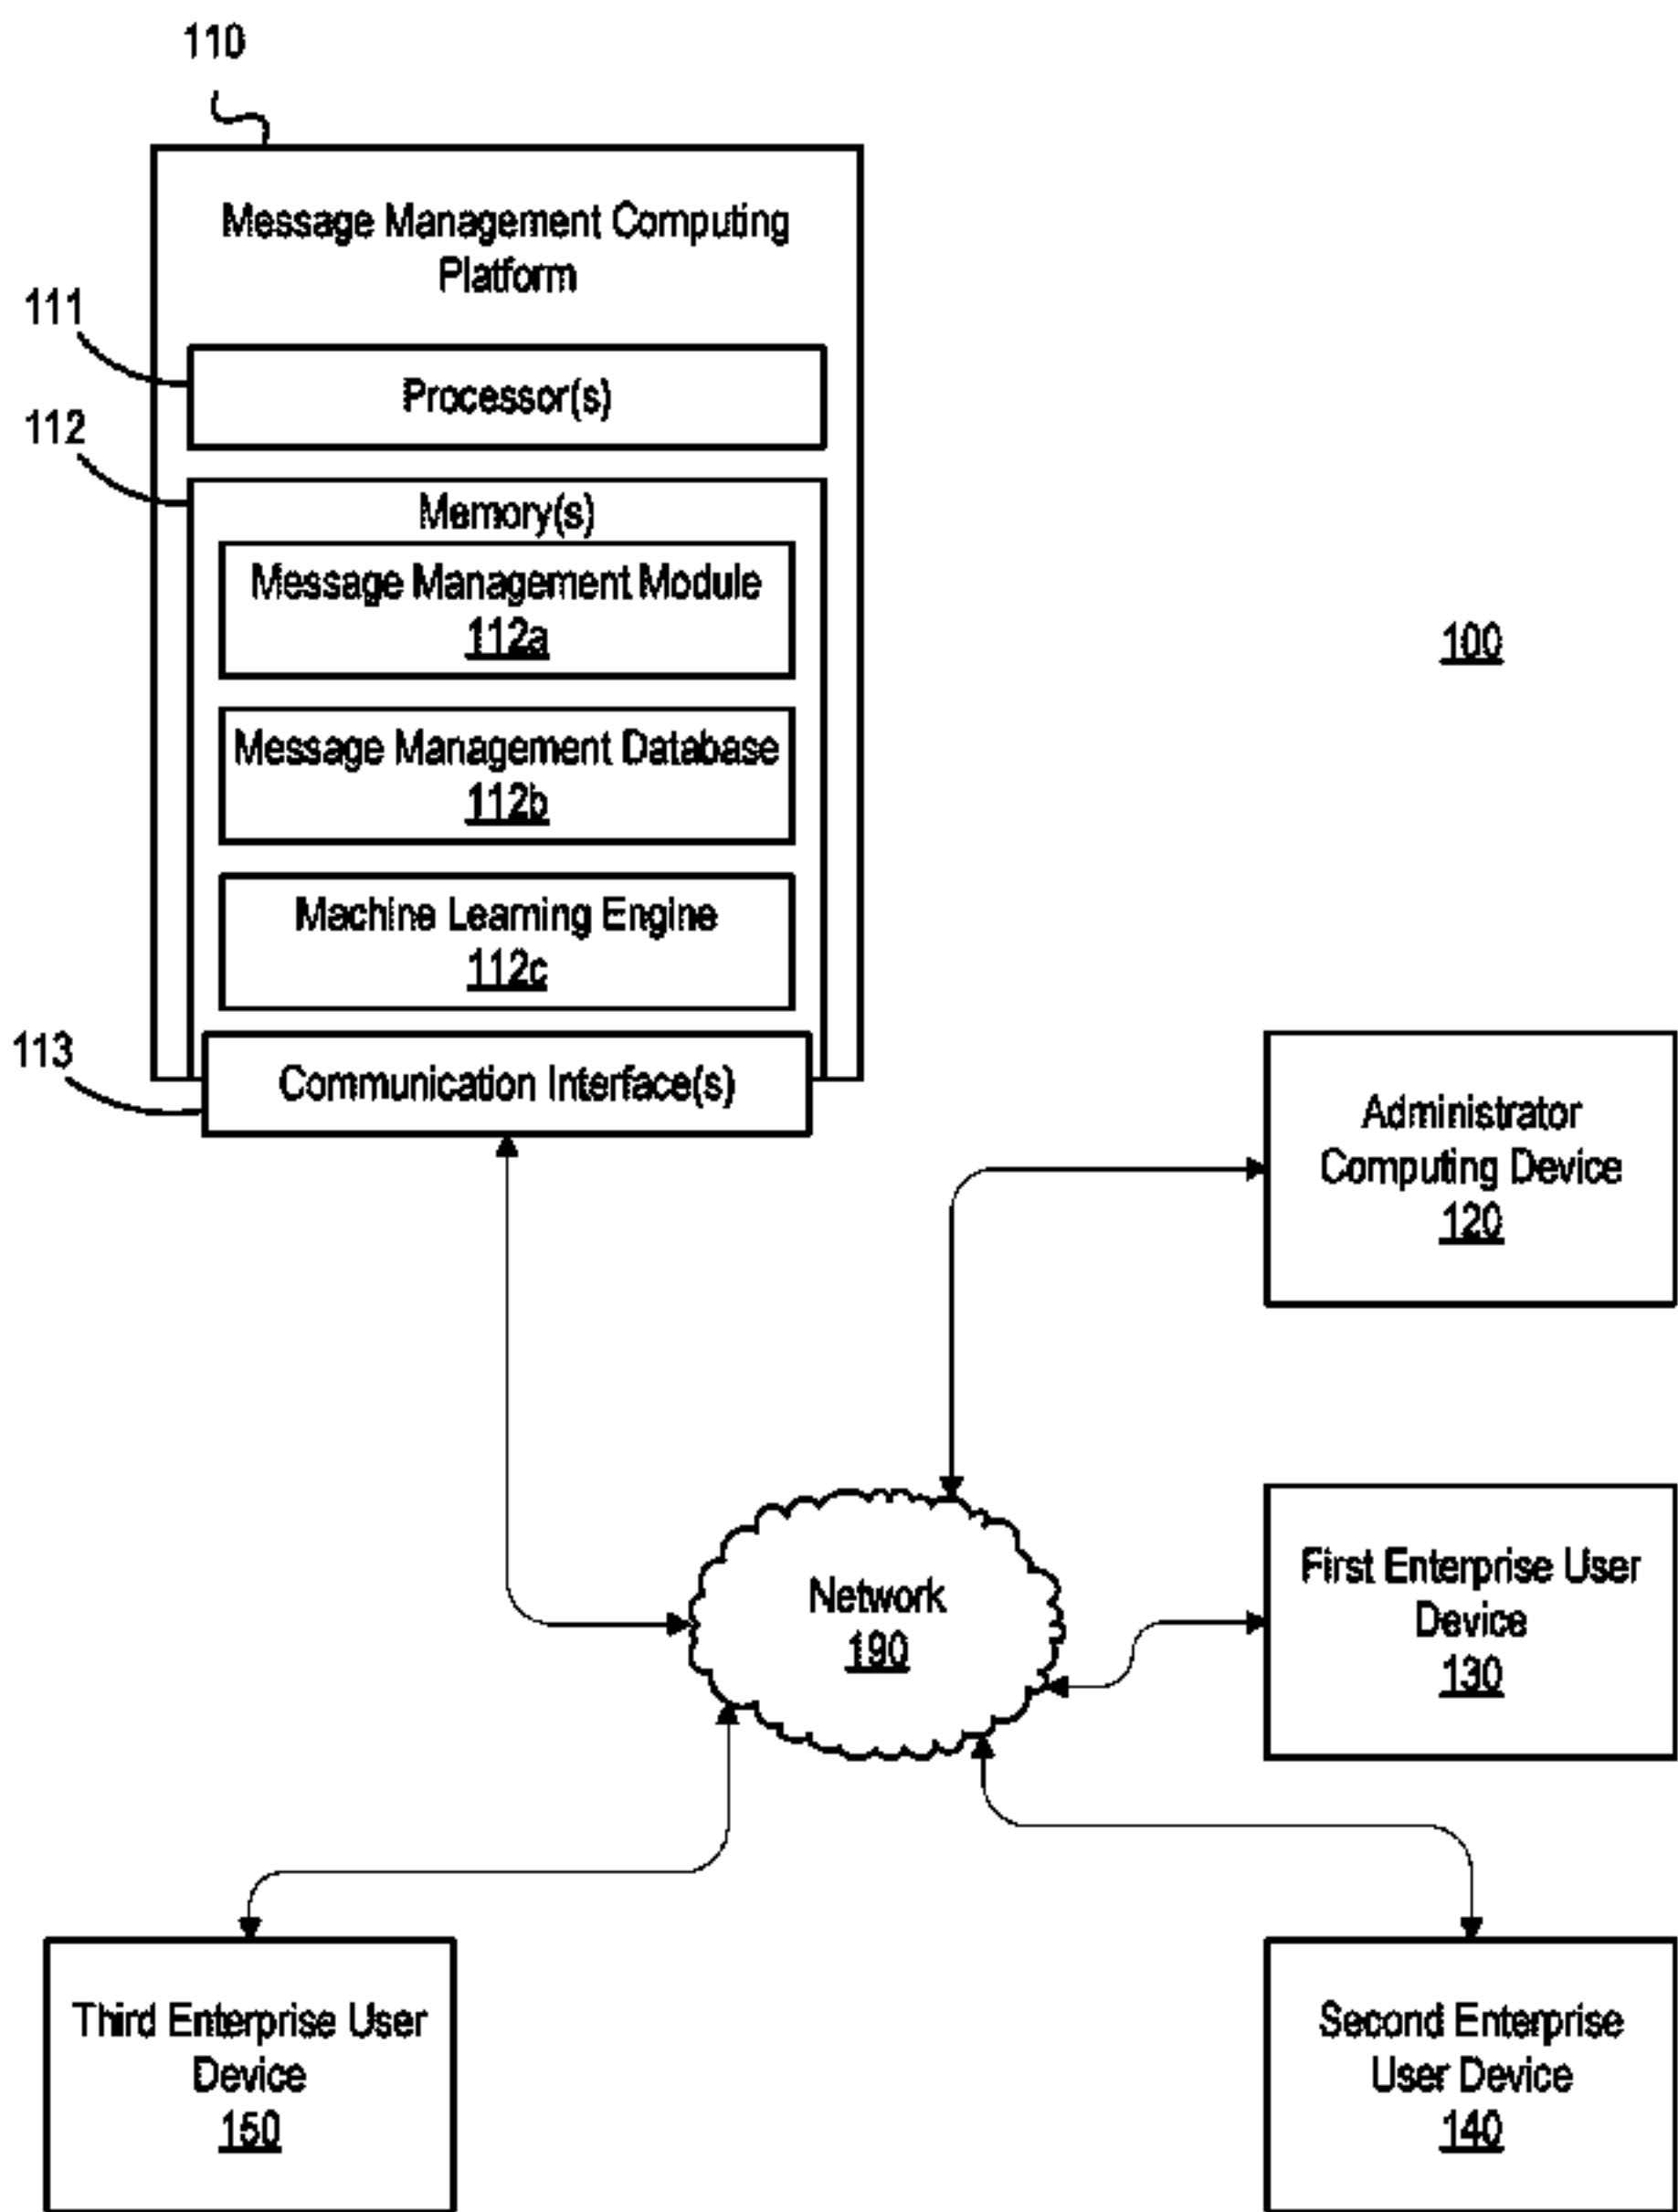 110
Message Management Computing
Platform
111
Processor(s)
112
Memory(s)
Message Management Module
112a
100
Message Management Database
112b
Machine Learning Engine
112c
113
Communication Interface(s)
Administrator
Computing Device
120
First Enterprise User
Device
130
Network
190
Third Enterprise User
Device
150
Second Enterprise
User Device
140